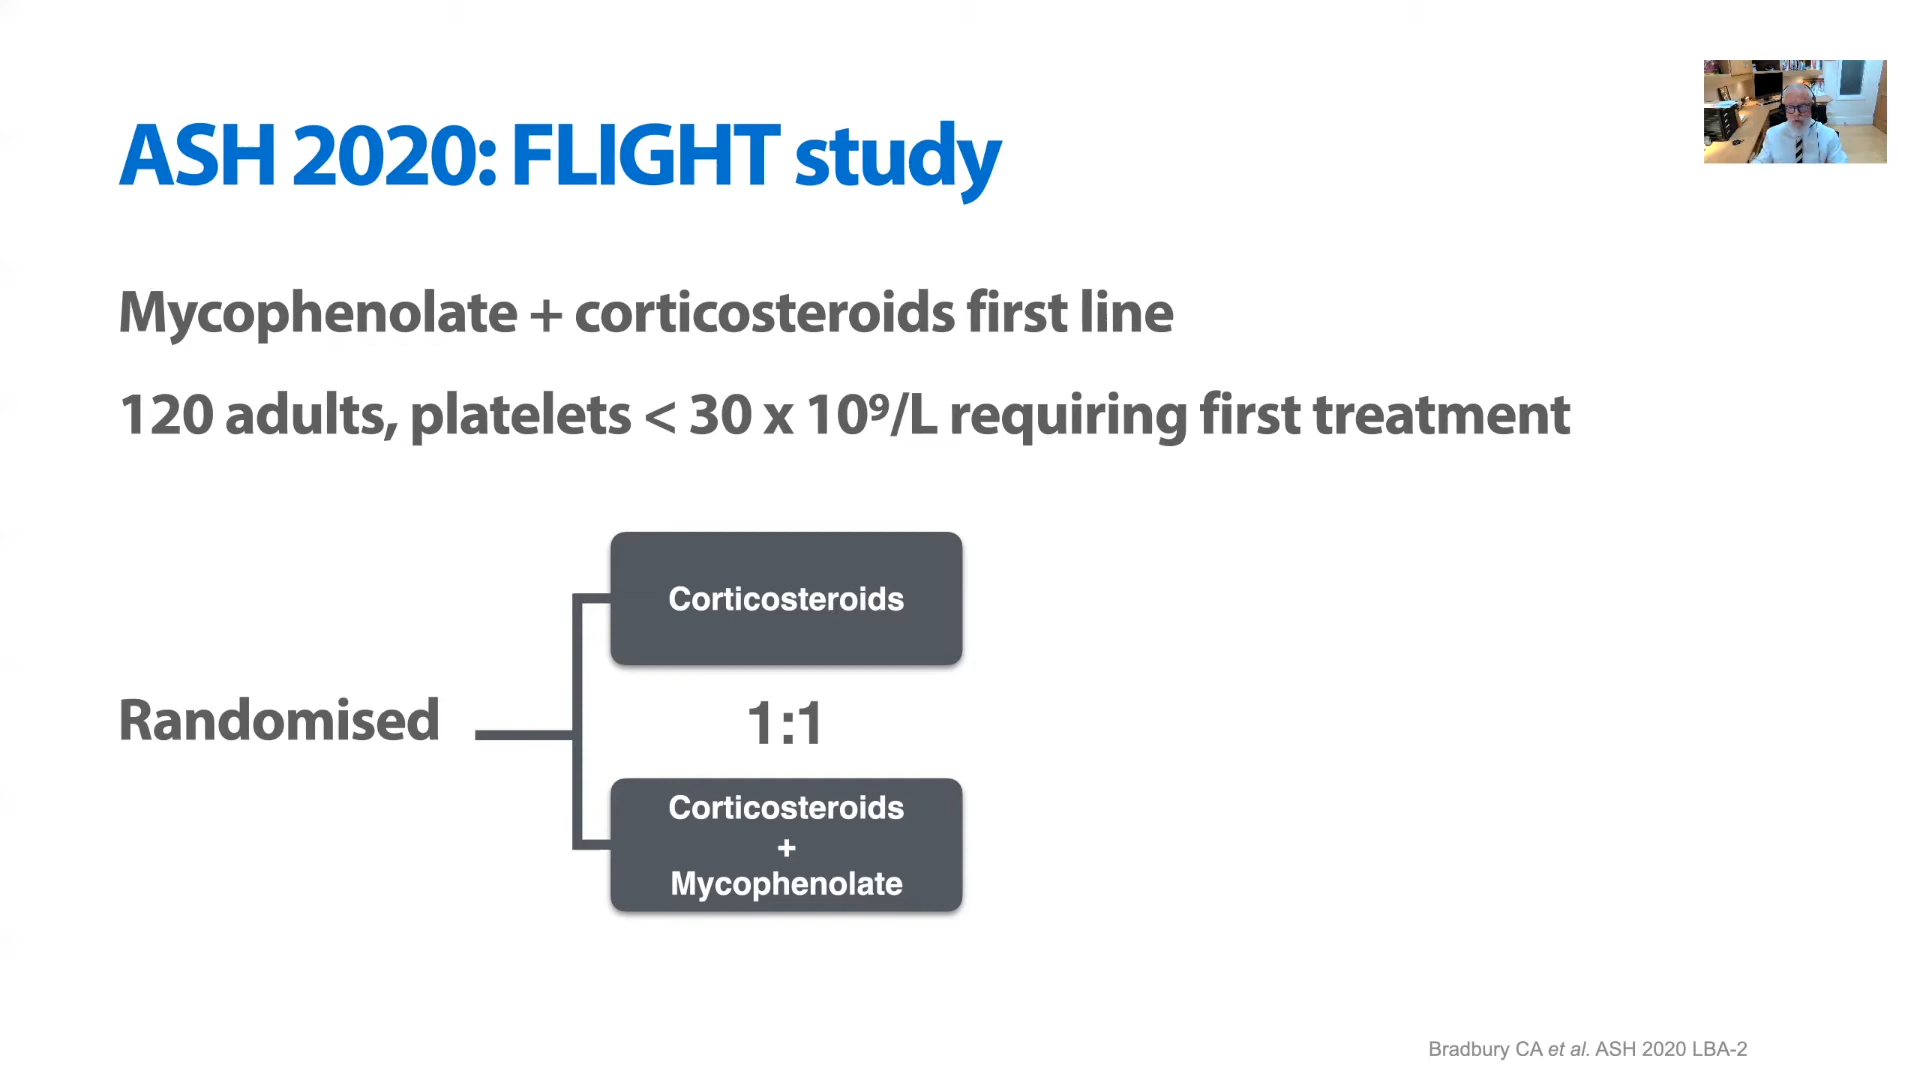 ASH 2020: FLIGHT study
Mycophenolate + corticosteroids first line
120 adults, platelets < 30 x 10⁹/L requiring first treatment
Corticosteroids
Randomised
1:1
Corticosteroids
+
Mycophenolate
Bradbury CA et al. ASH 2020 LBA-2